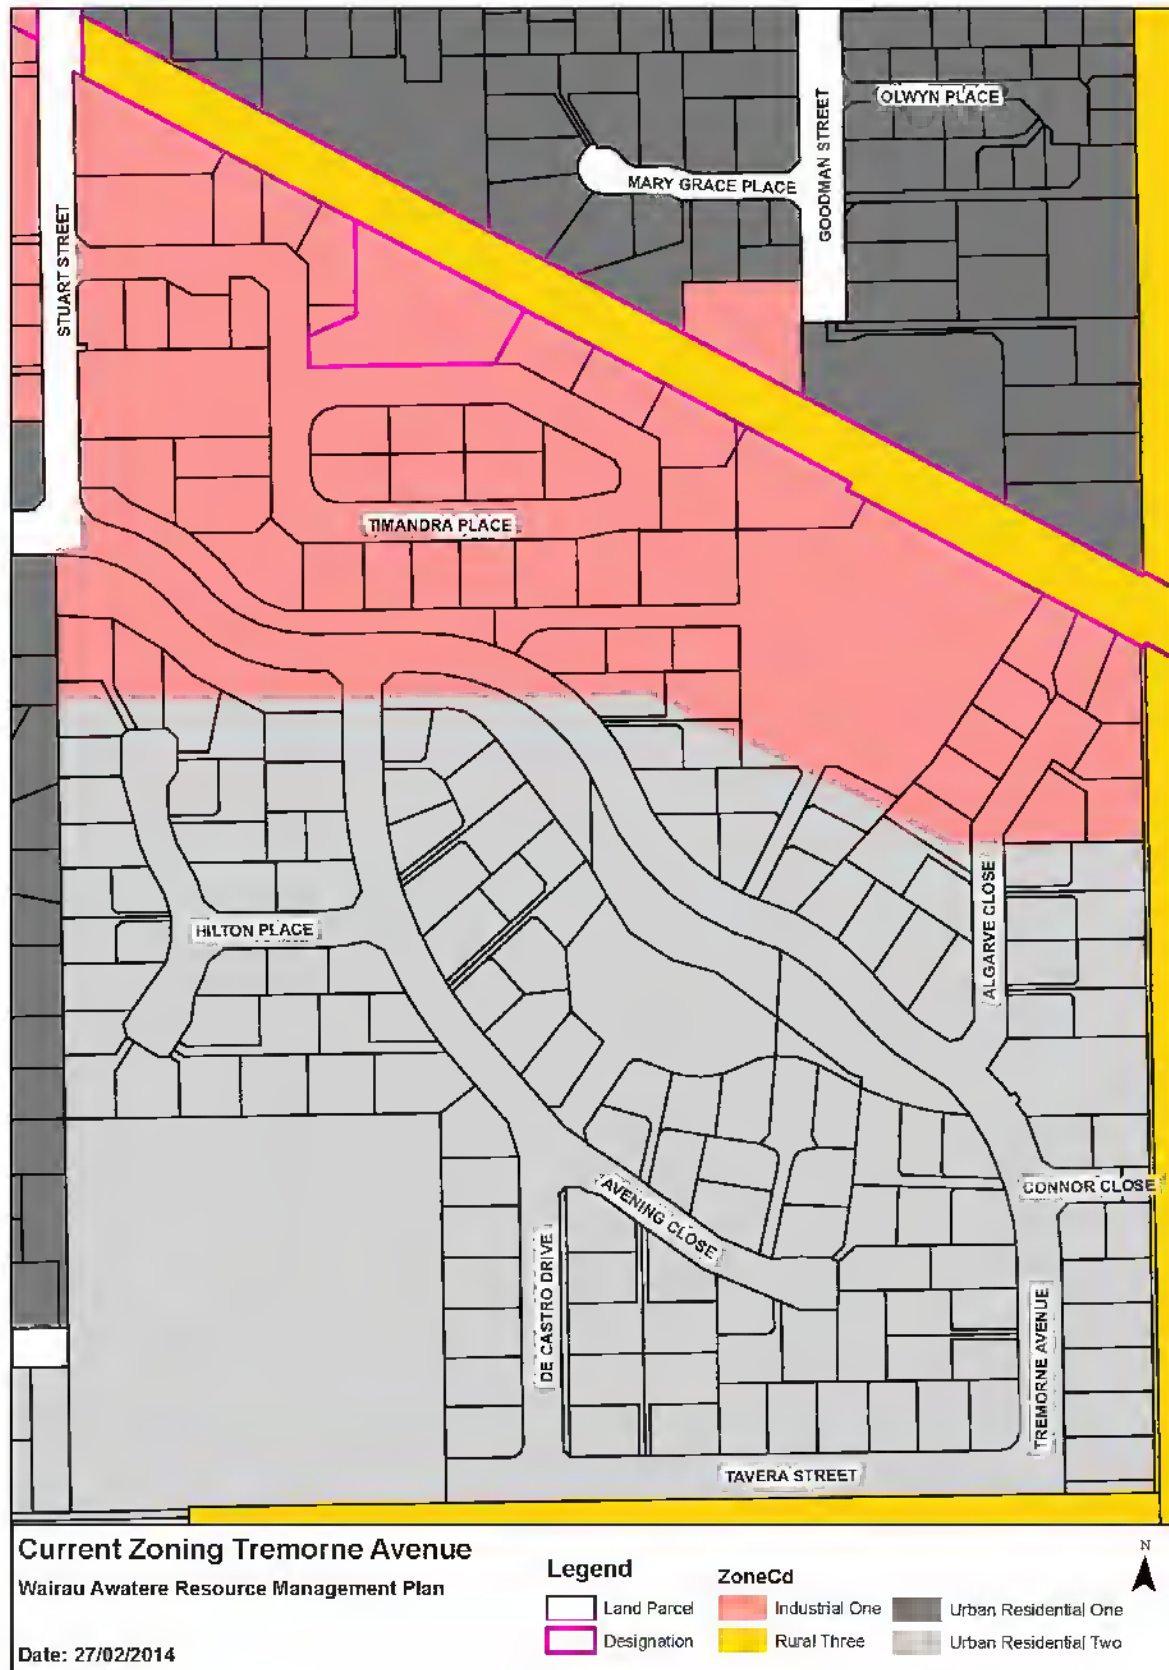 OLWYN PLACE
GOODMAN STREET
MARY GRACE PLACE
STUART STREET
TIMANDRA PLACE
HILTON PLACE
ALGARVE CLOSE
CONNOR CLOSE
AVENING CLOSE
DE CASTRO DRIVE
TREMORNE AVENUE
TAVERA STREET
Current Zoning Tremorne Avenue
Wairau Awatere Resource Management Plan
Date: 27/02/2014
Legend
Land Parcel
Designation
ZoneCd
Industrial One
Rural Three
Urban Residential One
Urban Residential Two
N